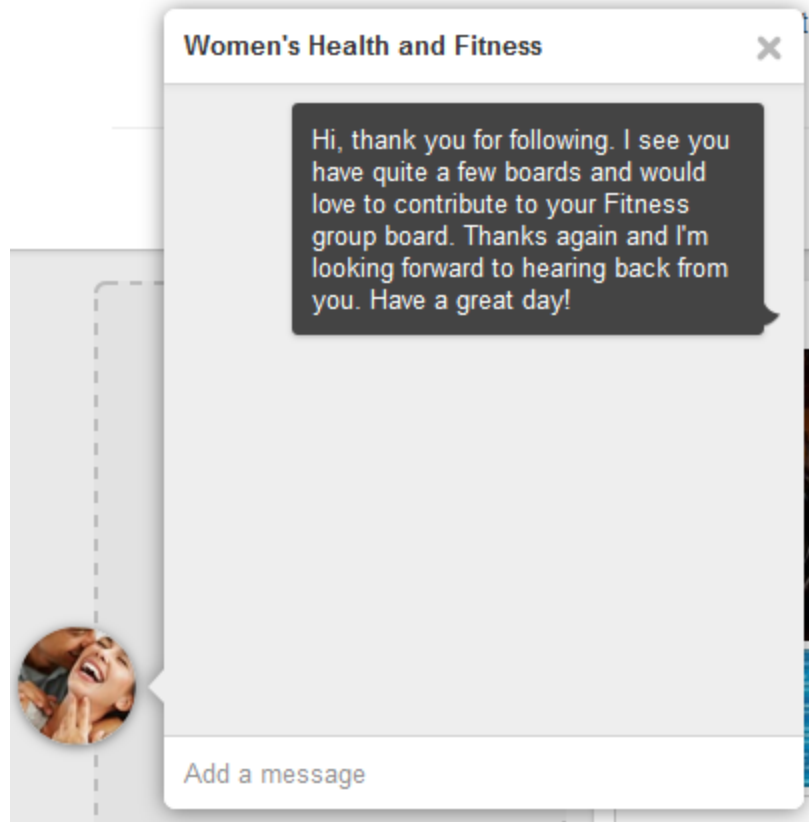 Women's Health and Fitness
Hi, thank you for following. I see you
have quite a few boards and would
love to contribute to your Fitness
group board. Thanks again and I'm
looking forward to hearing back from
you. Have a great day!
Add a message